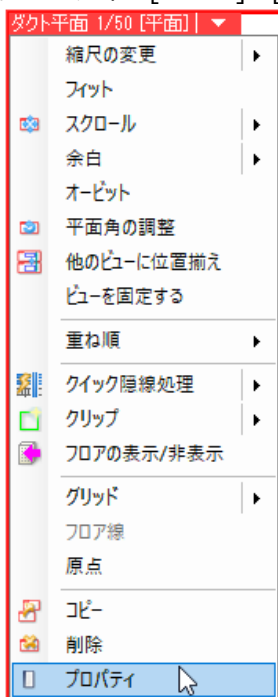 ダクト平面 1/50 [平面] | ▼
縮尺の変更
フィット
スクロール
余白
オービット
平面角の調整
他のビューに位置揃え
ビューを固定する
重ね順
クイック隠線処理
クリップ
フロアの表示/非表示
グリッド
フロア線
原点
コピー
削除
プロパティ